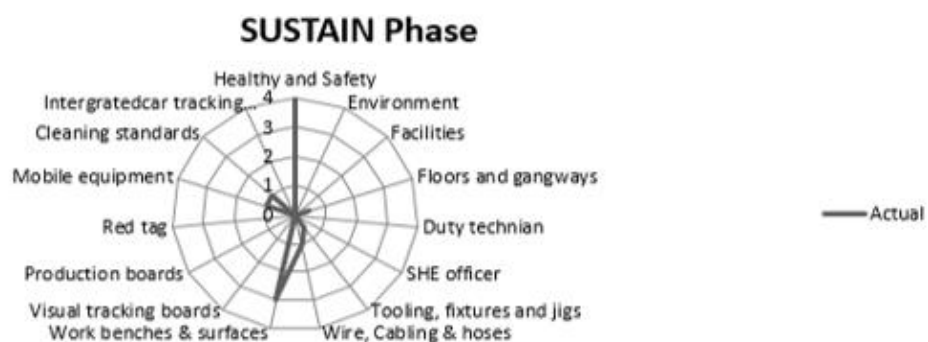 SUSTAIN Phase
Healthy and Safety
Intergratedcar tracking... Environment
Cleaning standards Facilities
Mobile equipment Floors and gangways
Red tag Duty technian
Production boards SHE officer
Visual tracking boards Tooling, fixtures and jigs
Work benches & surfaces Wire, Cabling & hoses
4
3
2
1
0
Actual